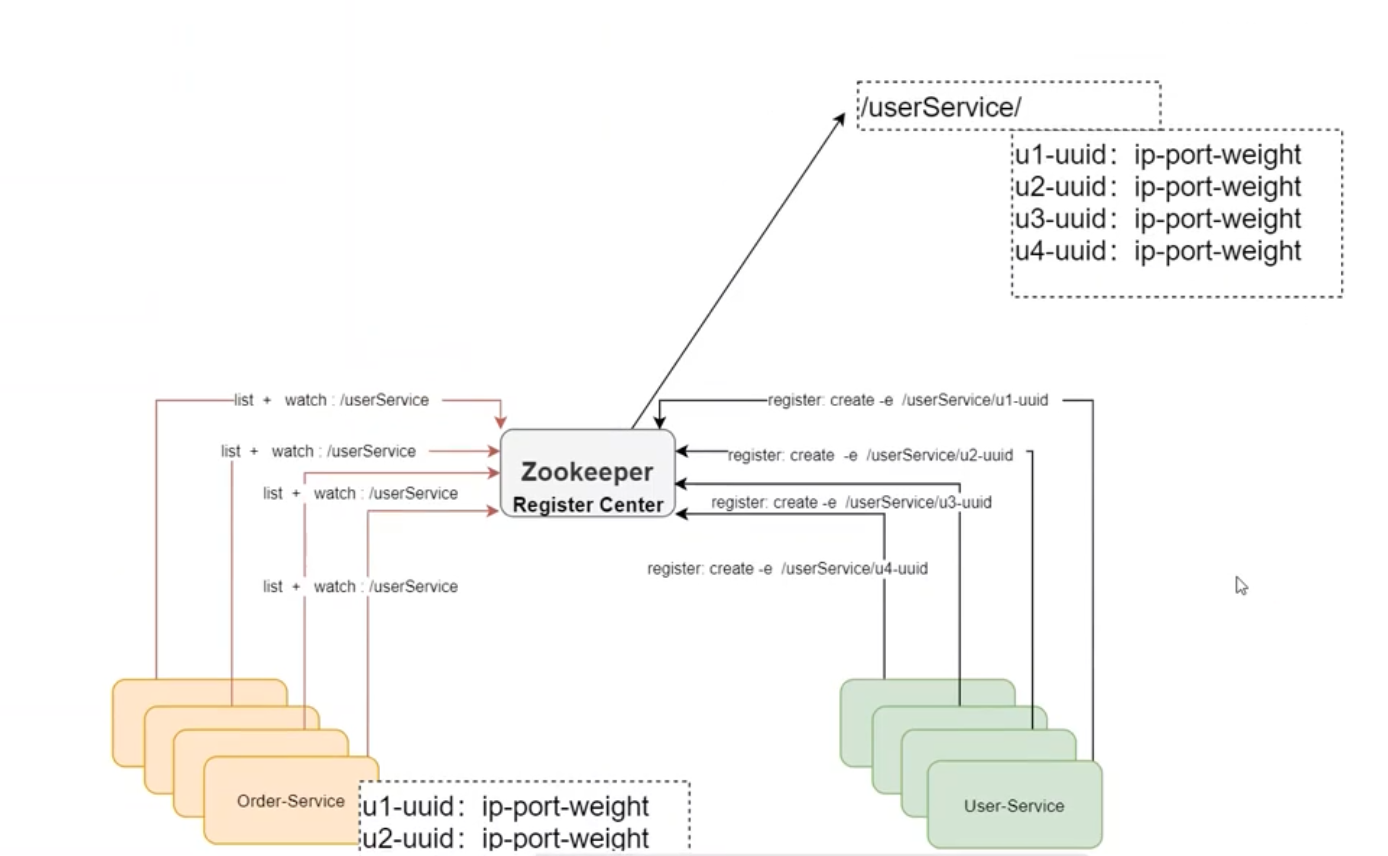 /userService/
u1-uuid：ip-port-weight
u2-uuid：ip-port-weight
u3-uuid：ip-port-weight
u4-uuid：ip-port-weight
list + watch : /userService
register: create -e /userService/u1-uuid
list + watch : /userService
register: create -e /userService/u2-uuid
Zookeeper
Register Center
list + watch : /userService
register: create -e /userService/u3-uuid
list + watch : /userService
register: create -e /userService/u4-uuid
Order-Service
u1-uuid：ip-port-weight
u2-uuid：ip-port-weight
User-Service